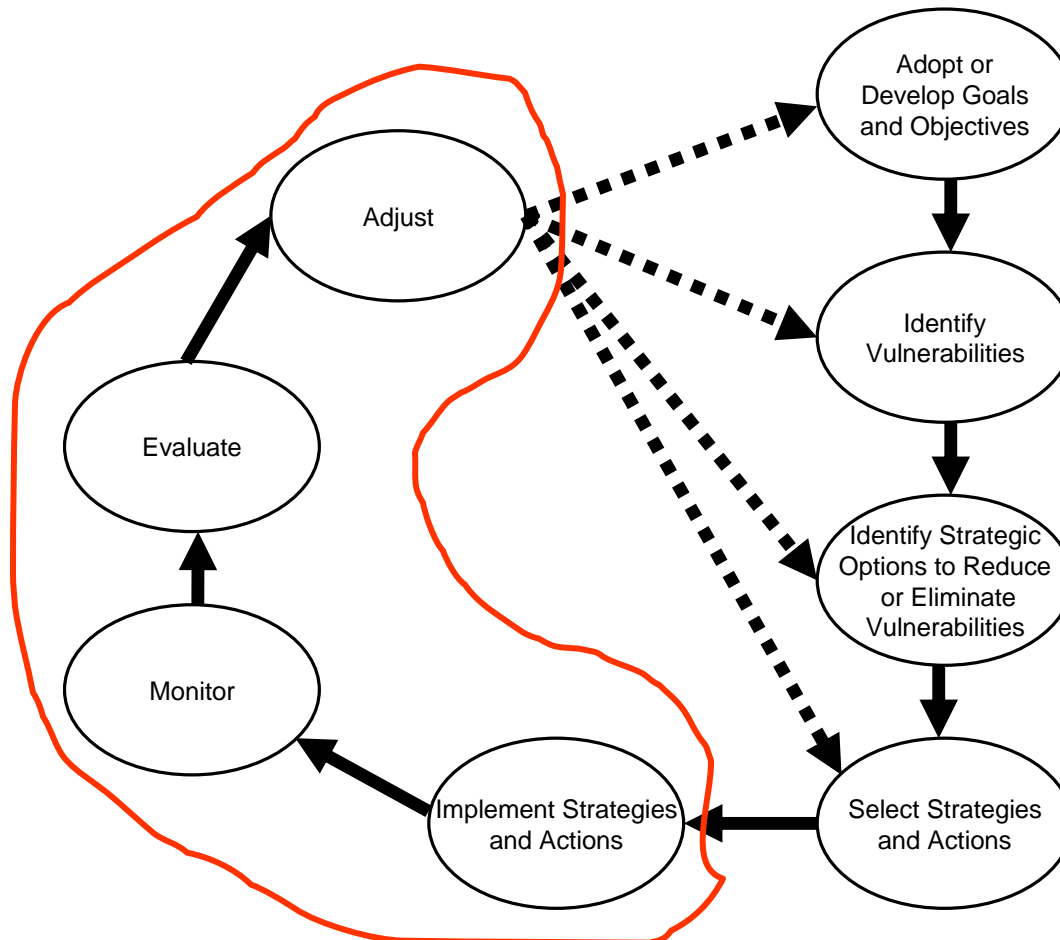 Adopt or
Develop Goals
and Objectives
Adjust
Identify
Vulnerabilities
Evaluate
Identify Strategic
Options to Reduce
or Eliminate
Vulnerabilities
Monitor
Implement Strategies
and Actions
Select Strategies
and Actions